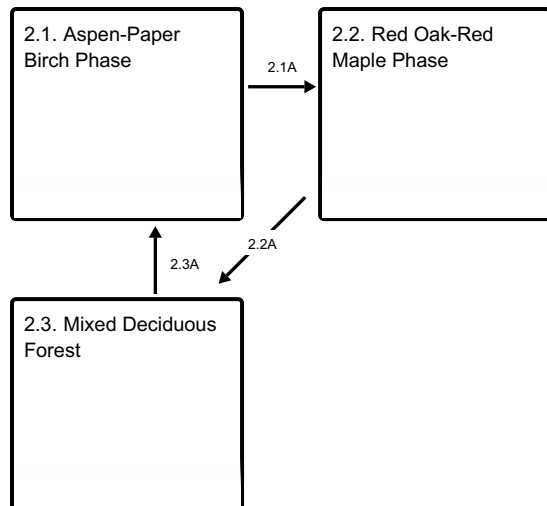 2.1. Aspen-Paper
Birch Phase
2.1A
2.2. Red Oak-Red
Maple Phase
2.2A
2.3A
2.3. Mixed Deciduous
Forest